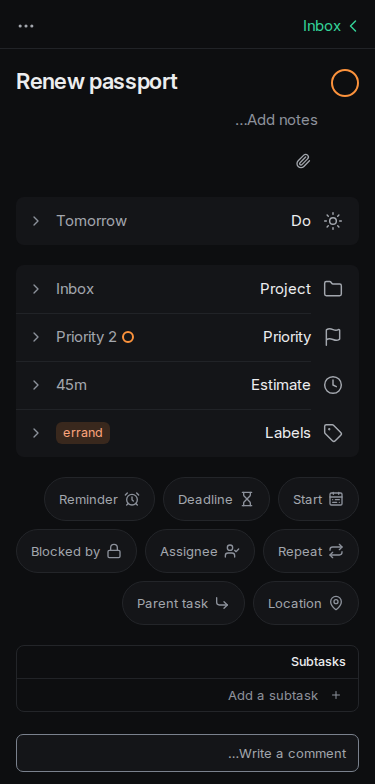 Inbox
Renew passport
...Add notes
Do Tomorrow
Project Inbox
Priority Priority 2
Estimate 45m
Labels errand
Start Deadline Reminder
Repeat Assignee Blocked by
Location Parent task
Subtasks
Add a subtask
...Write a comment